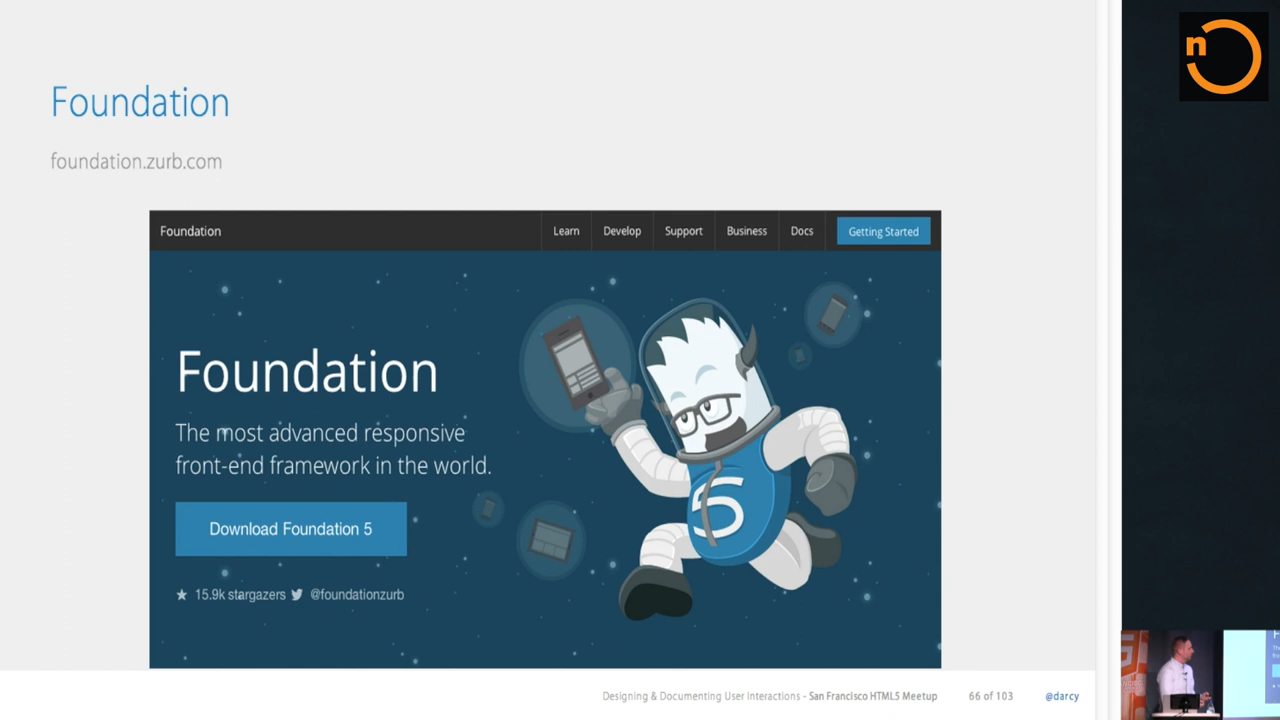 Foundation
foundation.zurb.com
Foundation Learn Develop Support Business Docs Getting Started
Foundation
The most advanced responsive
front-end framework in the world.
Download Foundation 5
15.9k stargazers @foundationzurb
5
n
Designing & Documenting User Interactions - San Francisco HTML5 Meetup 66 of 103 @darcy